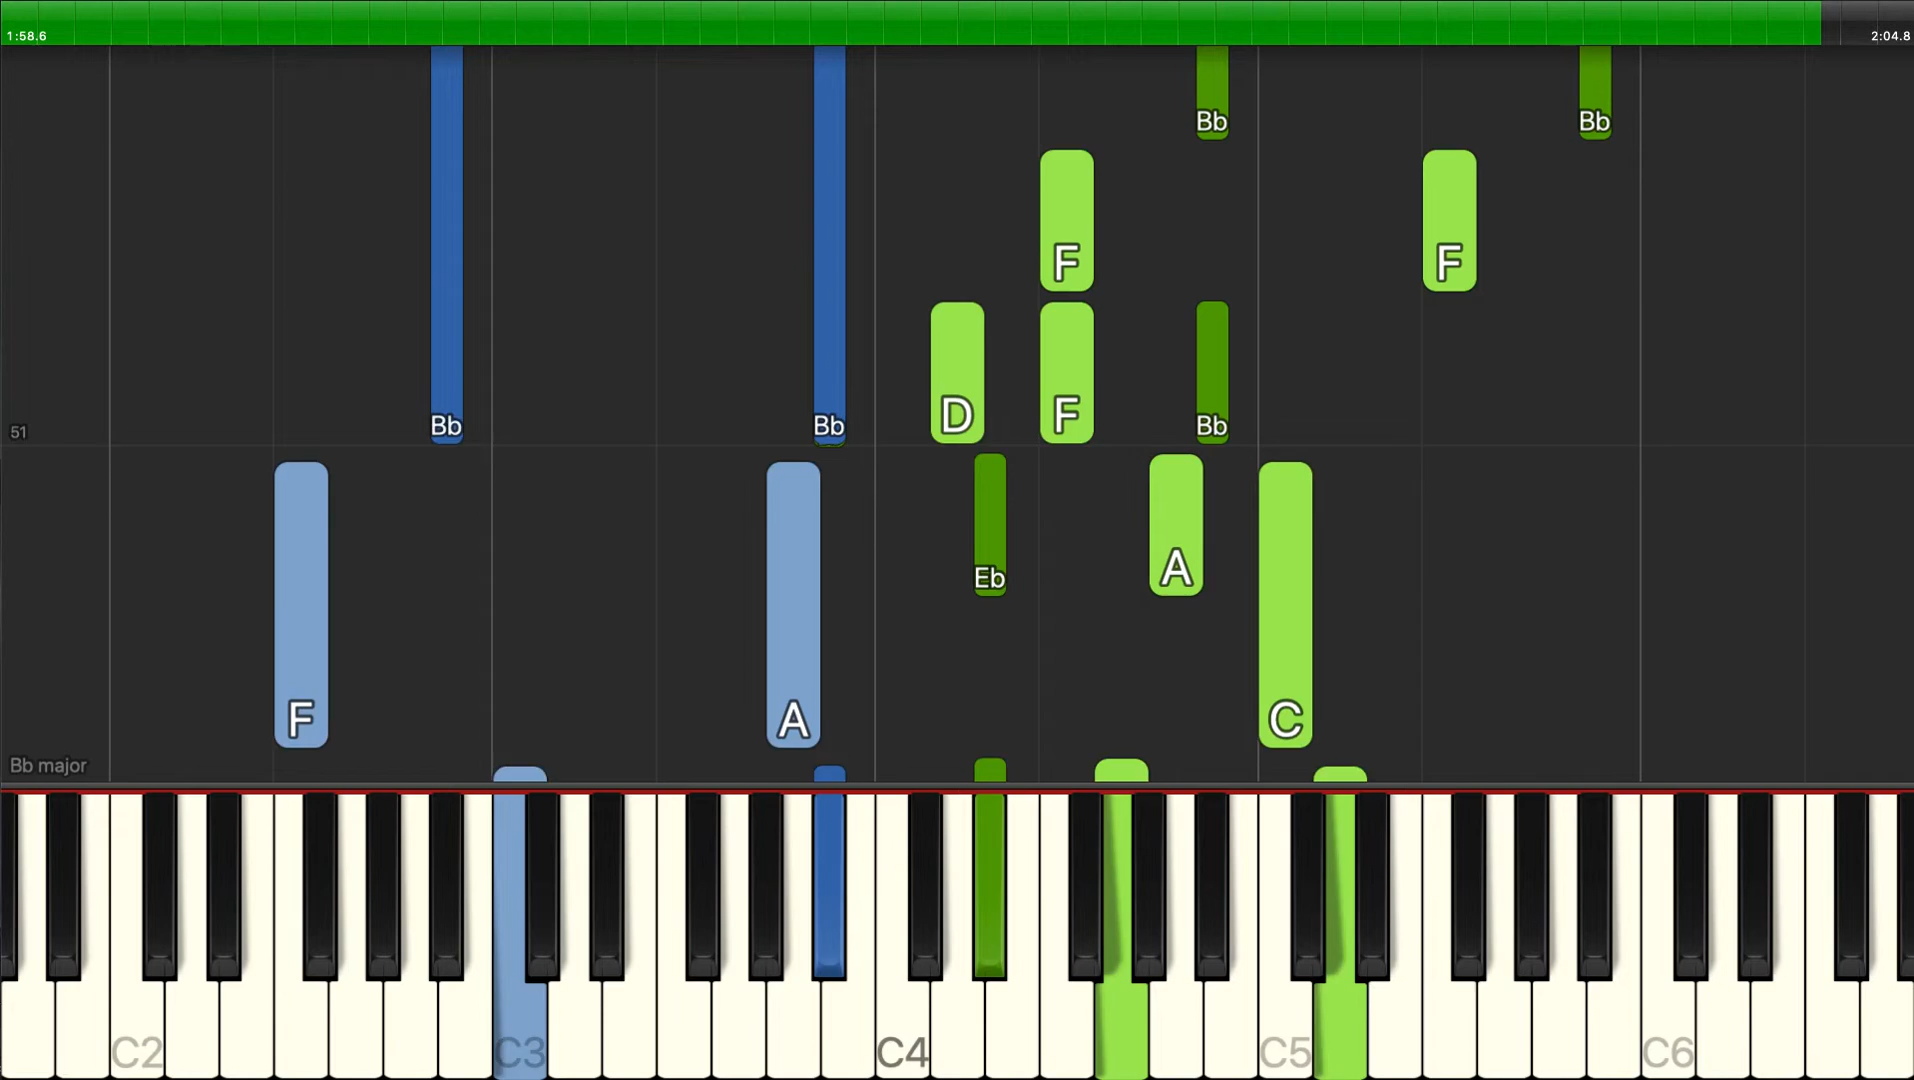 1:58.6 2:04.8
Bb Bb
F F
51 Bb Bb D F Bb
Eb A
F A C
Bb major
C2 C3 C4 C5 C6